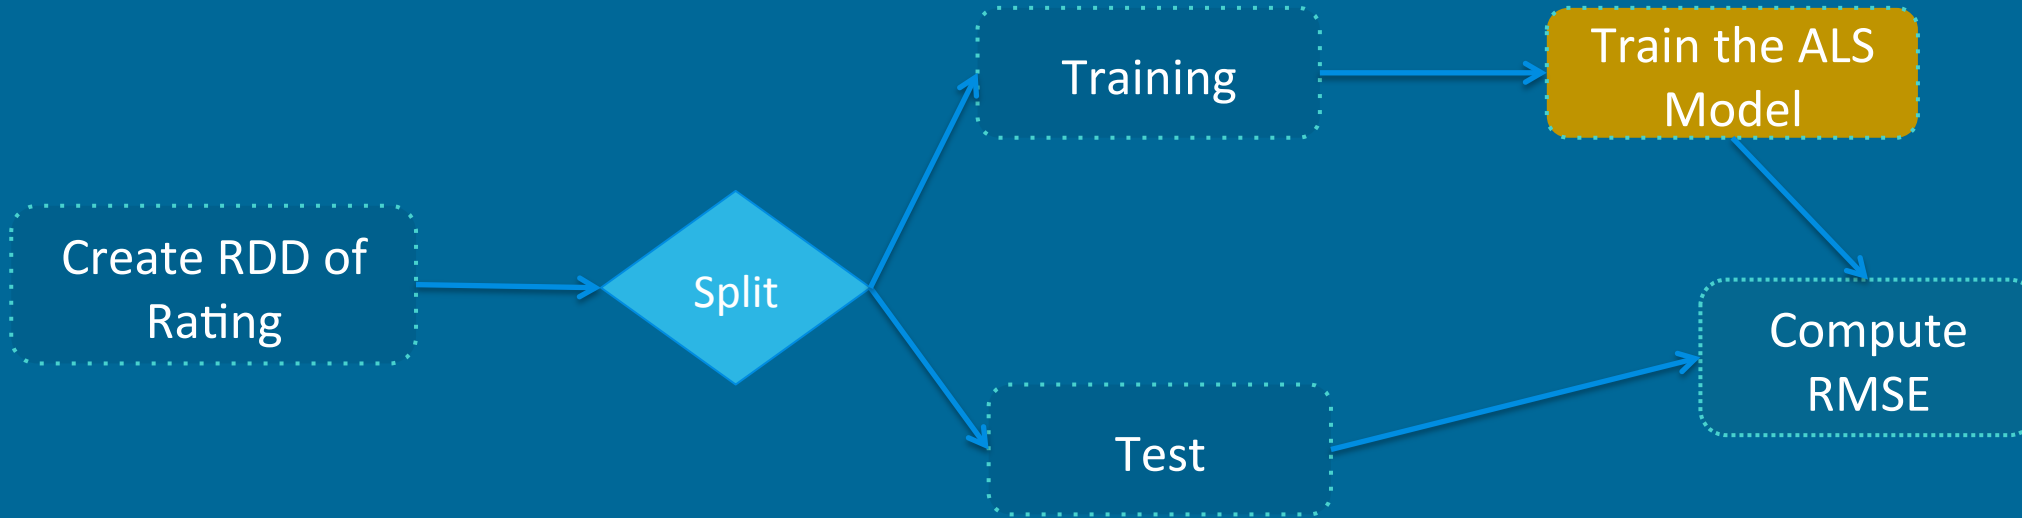 Create RDD of
Rating
Split
Training
Train the ALS
Model
Test
Compute
RMSE